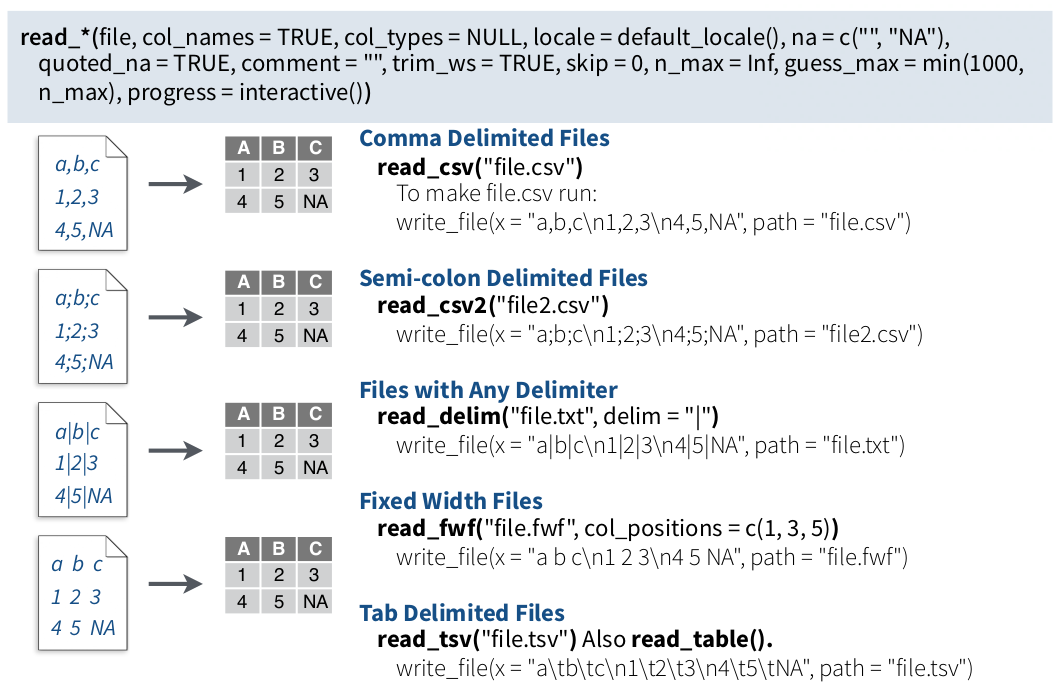 read_*(file, col_names = TRUE, col_types = NULL, locale = default_locale(), na = c("", "NA"),
quoted_na = TRUE, comment = "", trim_ws = TRUE, skip = 0, n_max = Inf, guess_max = min(1000,
n_max), progress = interactive())
a,b,c
1,2,3
4,5,NA
A B C
1 2 3
4 5 NA
Comma Delimited Files
read_csv("file.csv")
To make file.csv run:
write_file(x = "a,b,c\n1,2,3\n4,5,NA", path = "file.csv")
a;b;c
1;2;3
4;5;NA
A B C
1 2 3
4 5 NA
Semi-colon Delimited Files
read_csv2("file2.csv")
write_file(x = "a;b;c\n1;2;3\n4;5;NA", path = "file2.csv")
a|b|c
1|2|3
4|5|NA
A B C
1 2 3
4 5 NA
Files with Any Delimiter
read_delim("file.txt", delim = "|")
write_file(x = "a|b|c\n1|2|3\n4|5|NA", path = "file.txt")
a b c
1 2 3
4 5 NA
A B C
1 2 3
4 5 NA
Fixed Width Files
read_fwf("file.fwf", col_positions = c(1, 3, 5))
write_file(x = "a b c\n1 2 3\n4 5 NA", path = "file.fwf")
Tab Delimited Files
read_tsv("file.tsv") Also read_table().
write_file(x = "a\tb\tc\n1\t2\t3\n4\t5\tNA", path = "file.tsv")